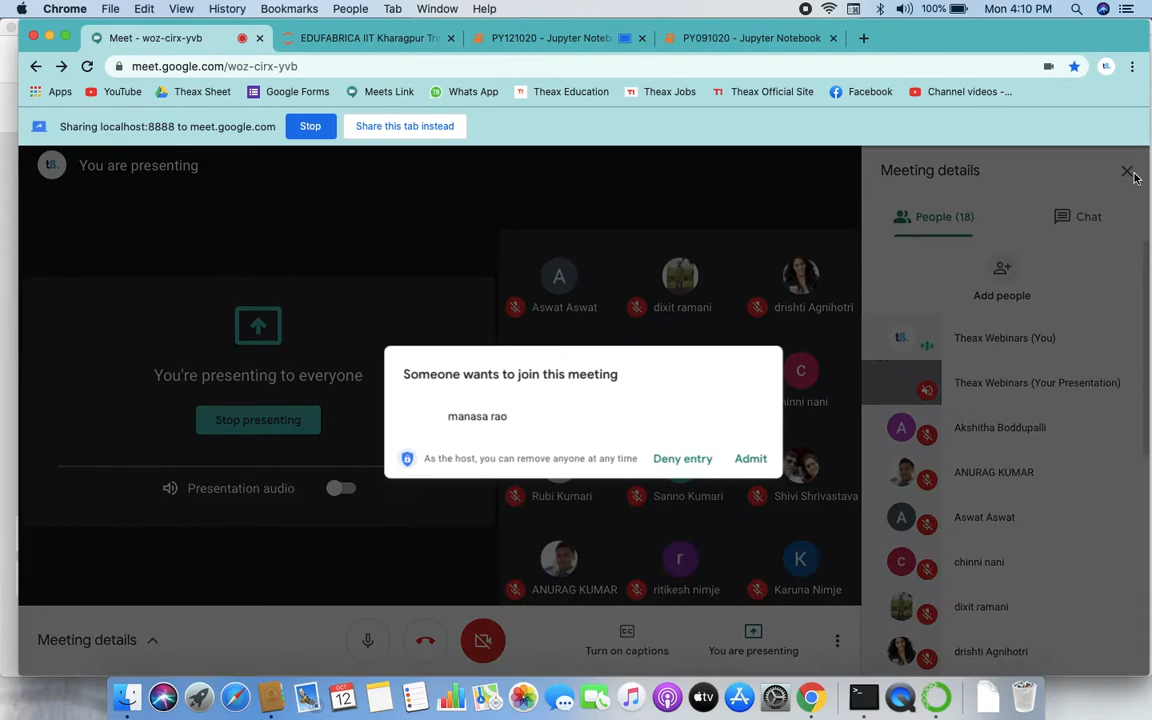 Chrome File Edit View History Bookmarks People Tab Window Help 100% Mon 4:10 PM
Meet - woz-cirx-yvb EDUFABRICA IIT Kharagpur Tra PY121020 - Jupyter Noteb PY091020 - Jupyter Notebook
meet.google.com/woz-cirx-yvb
Apps YouTube Theax Sheet Google Forms Meets Link Whats App Theax Education Theax Jobs Theax Official Site Facebook Channel videos -...
Sharing localhost:8888 to meet.google.com Stop Share this tab instead
You are presenting
Meeting details
People (18) Chat
Add people
A
Aswat Aswat dixit ramani drishti Agnihotri
You're presenting to everyone
Stop presenting
Presentation audio
Someone wants to join this meeting
manasa rao
As the host, you can remove anyone at any time Deny entry Admit
C
hinni nani
Rubi Kumari Sanno Kumari Shivi Shrivastava
r K
ANURAG KUMAR ritikesh nimje Karuna Nimje
Theax Webinars (You)
Theax Webinars (Your Presentation)
A Akshitha Boddupalli
ANURAG KUMAR
A Aswat Aswat
c chinni nani
dixit ramani
drishti Agnihotri
Meeting details Turn on captions You are presenting
OCT
12
tv